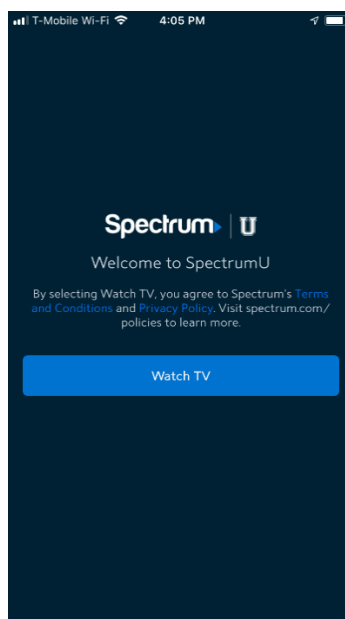 T-Mobile Wi-Fi 4:05 PM
Spectrum U
Welcome to SpectrumU
By selecting Watch TV, you agree to Spectrum's Terms
and Conditions and Privacy Policy. Visit spectrum.com/
policies to learn more.
Watch TV